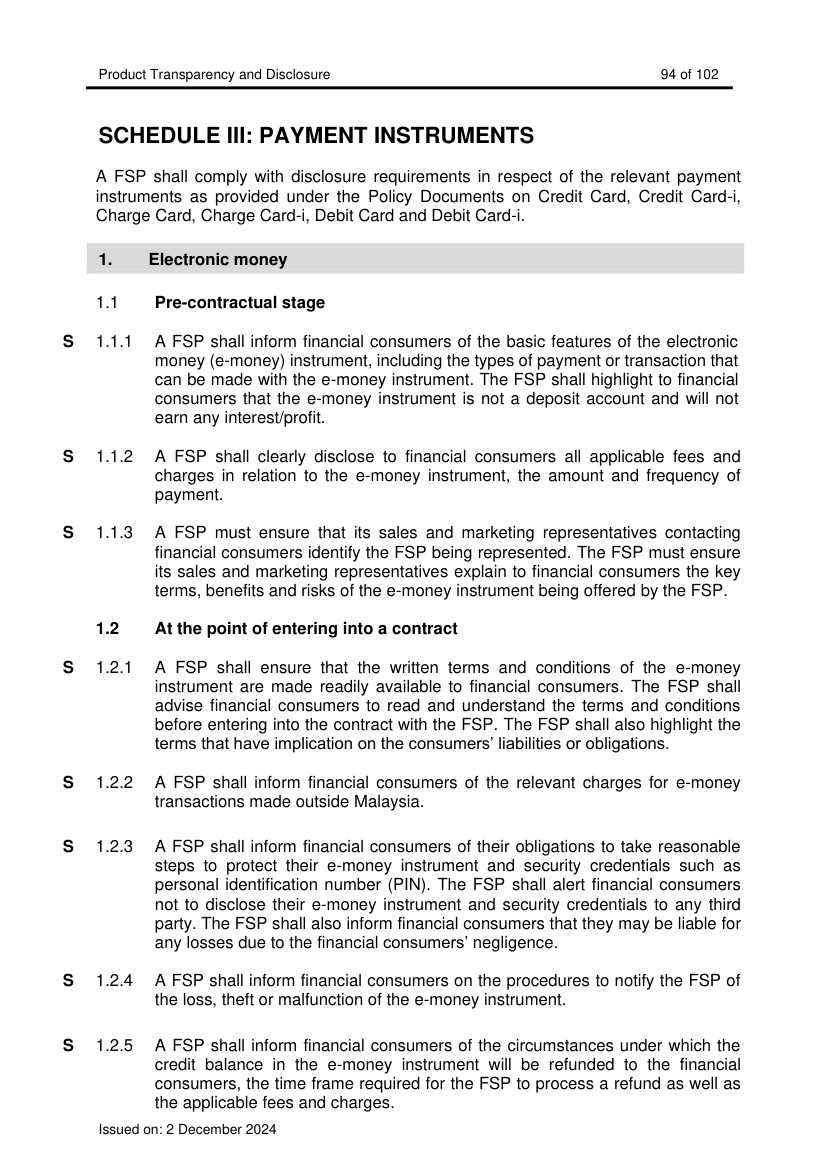 Product Transparency and Disclosure 94 of 102
SCHEDULE III: PAYMENT INSTRUMENTS
A FSP shall comply with disclosure requirements in respect of the relevant payment
instruments as provided under the Policy Documents on Credit Card, Credit Card-i,
Charge Card, Charge Card-i, Debit Card and Debit Card-i.
1. Electronic money
1.1 Pre-contractual stage
S 1.1.1 A FSP shall inform financial consumers of the basic features of the electronic
money (e-money) instrument, including the types of payment or transaction that
can be made with the e-money instrument. The FSP shall highlight to financial
consumers that the e-money instrument is not a deposit account and will not
earn any interest/profit.
S 1.1.2 A FSP shall clearly disclose to financial consumers all applicable fees and
charges in relation to the e-money instrument, the amount and frequency of
payment.
S 1.1.3 A FSP must ensure that its sales and marketing representatives contacting
financial consumers identify the FSP being represented. The FSP must ensure
its sales and marketing representatives explain to financial consumers the key
terms, benefits and risks of the e-money instrument being offered by the FSP.
1.2 At the point of entering into a contract
S 1.2.1 A FSP shall ensure that the written terms and conditions of the e-money
instrument are made readily available to financial consumers. The FSP shall
advise financial consumers to read and understand the terms and conditions
before entering into the contract with the FSP. The FSP shall also highlight the
terms that have implication on the consumers’ liabilities or obligations.
S 1.2.2 A FSP shall inform financial consumers of the relevant charges for e-money
transactions made outside Malaysia.
S 1.2.3 A FSP shall inform financial consumers of their obligations to take reasonable
steps to protect their e-money instrument and security credentials such as
personal identification number (PIN). The FSP shall alert financial consumers
not to disclose their e-money instrument and security credentials to any third
party. The FSP shall also inform financial consumers that they may be liable for
any losses due to the financial consumers’ negligence.
S 1.2.4 A FSP shall inform financial consumers on the procedures to notify the FSP of
the loss, theft or malfunction of the e-money instrument.
S 1.2.5 A FSP shall inform financial consumers of the circumstances under which the
credit balance in the e-money instrument will be refunded to the financial
consumers, the time frame required for the FSP to process a refund as well as
the applicable fees and charges.
Issued on: 2 December 2024